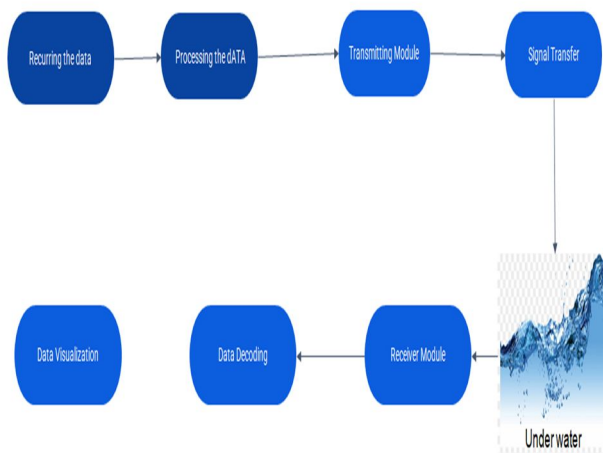 Recurring the data
Processing the dATA
Transmitting Module
Signal Transfer
Data Visualization
Data Decoding
Receiver Module
Under water